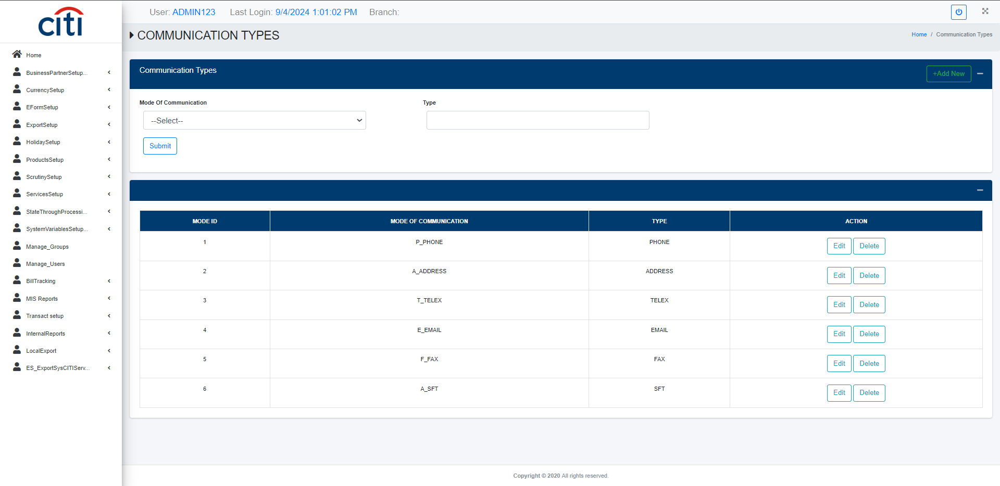 citi
User: ADMIN123 Last Login: 9/4/2024 1:01:02 PM Branch:
COMMUNICATION TYPES
Home / Communication Types
Home
BusinessPartnerSetup...
CurrencySetup
EFormSetup
ExportSetup
HolidaySetup
ProductsSetup
ScrutinySetup
ServicesSetup
StateThroughProcessi...
SystemVariablesSetup...
Manage_Groups
Manage_Users
BillTracking
MIS Reports
Transact setup
InternalReports
LocalExport
ES_ExportSysCITIServ...
Communication Types
+Add New
Mode Of Communication Type
--Select--
Submit
MODE ID MODE OF COMMUNICATION TYPE ACTION
1 P_PHONE PHONE Edit Delete
2 A_ADDRESS ADDRESS Edit Delete
3 T_TELEX TELEX Edit Delete
4 E_EMAIL EMAIL Edit Delete
5 F_FAX FAX Edit Delete
6 A_SFT SFT Edit Delete
Copyright © 2020 All rights reserved.